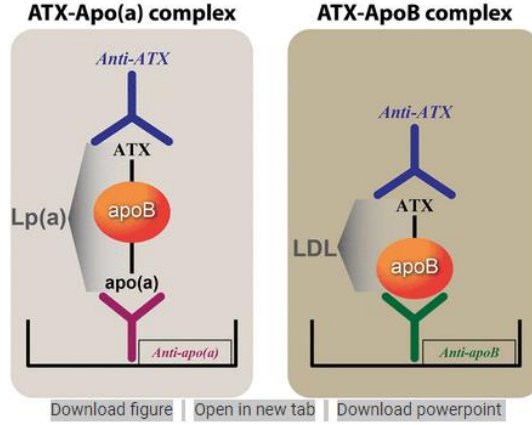 ATX-Apo(a) complex
Anti-ATX
ATX
apoB
Lp(a)
apo(a)
Anti-apo(a)
ATX-ApoB complex
Anti-ATX
ATX
LDL
apoB
Anti-apoB
Download figure
Open in new tab
Download powerpoint